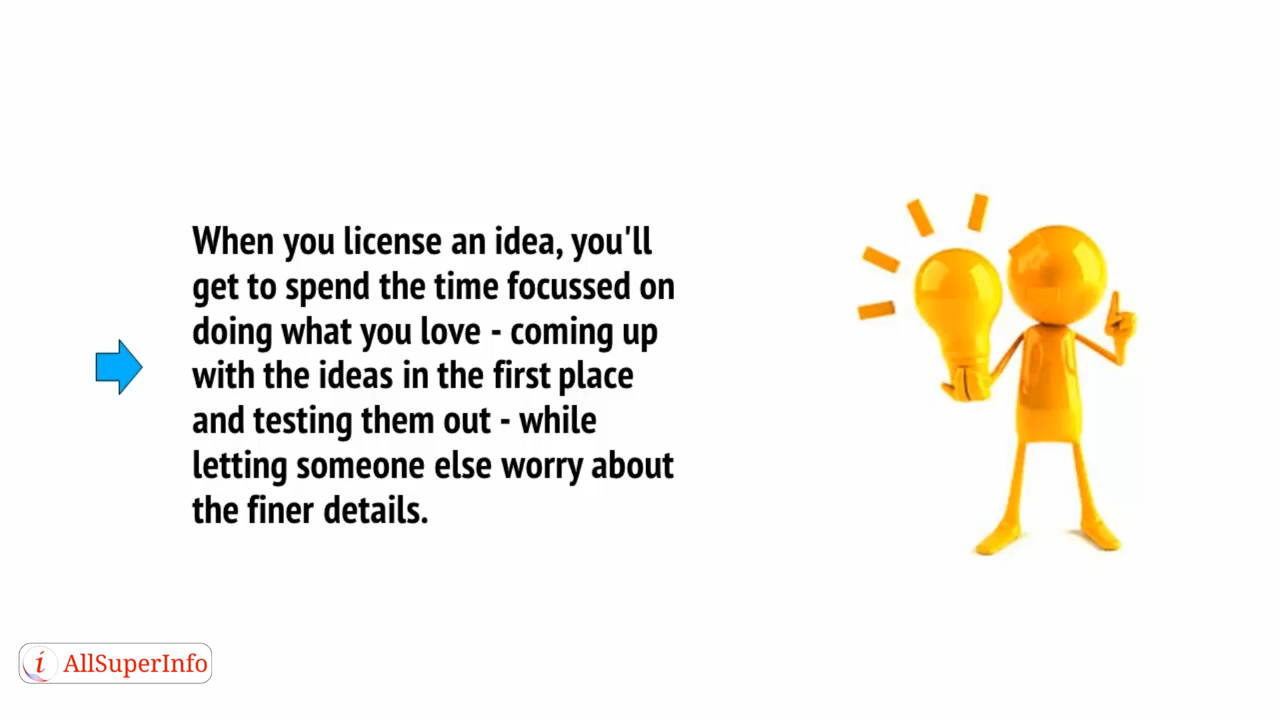 When you license an idea, you'll
get to spend the time focussed on
doing what you love - coming up
with the ideas in the first place
and testing them out - while
letting someone else worry about
the finer details.
i AllSuperInfo